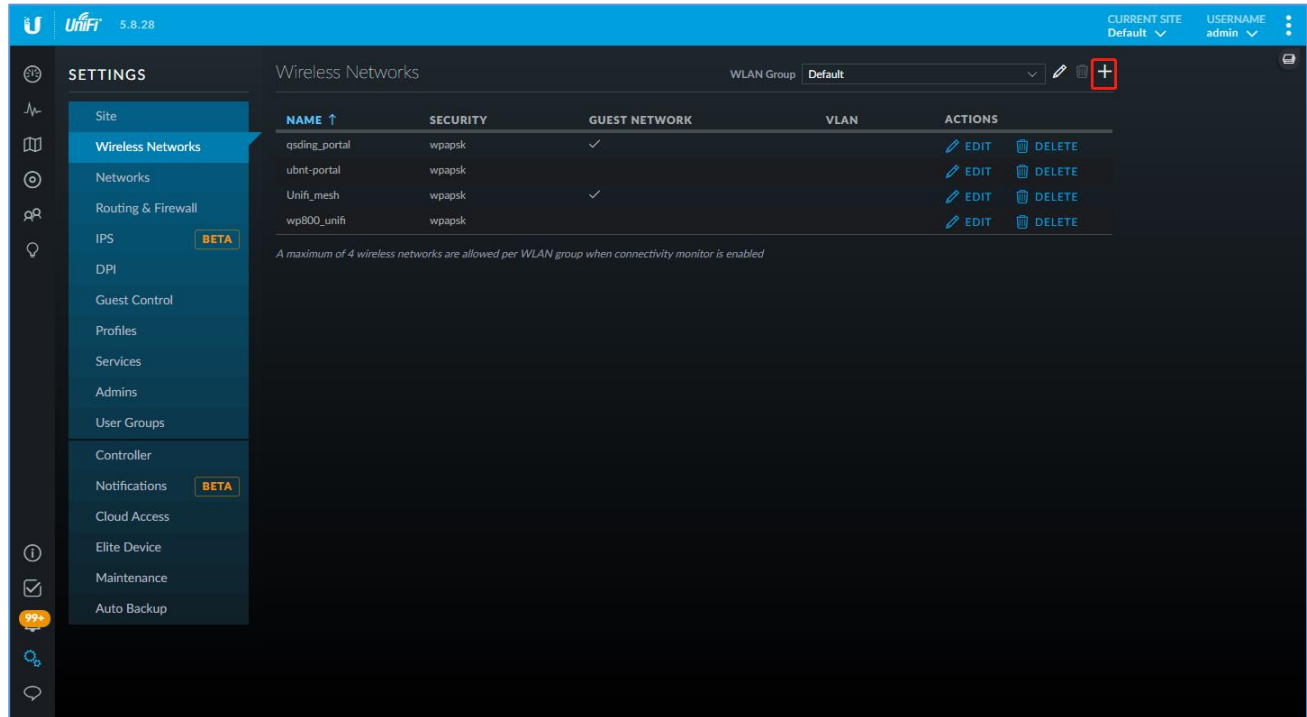 U UniFi 5.8.28 CURRENT SITE USERNAME
Default admin
SETTINGS
Site
Wireless Networks
Networks
Routing & Firewall
IPS BETA
DPI
Guest Control
Profiles
Services
Admins
User Groups
Controller
Notifications BETA
Cloud Access
Elite Device
Maintenance
Auto Backup
99+
Wireless Networks WLAN Group Default
NAME ↑ SECURITY GUEST NETWORK VLAN ACTIONS
qsding_portal wpapsk ✓ EDIT DELETE
ubnt-portal wpapsk EDIT DELETE
Unifi_mesh wpapsk ✓ EDIT DELETE
wp800_unifi wpapsk EDIT DELETE
A maximum of 4 wireless networks are allowed per WLAN group when connectivity monitor is enabled